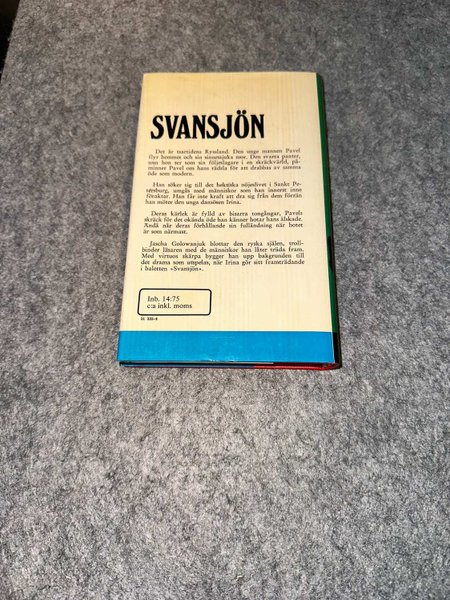 SVANSJÖN
Det är tsartidens Ryssland. Den unge mannen Pavel
flyr hemmet och sin sinnessjuka mor. Den svarta panter,
som hon ser som sin följeslagare i en skräckvärld, på-
minner Pavel om hans rädsla för att drabbas av samma
öde som modern.
Han söker sig till det hektiska nöjeslivet i Sankt Pe-
tersburg, umgås med människor som han innerst inne
föraktar. Han får inte kraft att dra sig från dem förrän
han möter den unga dansösen Irina.
Deras kärlek är fylld av bisarra tongångar, Pavels
skräck för det okända öde han känner hotar hans älskade.
Ändå når deras förhållande sin fulländning när hotet
är som närmast.
Jascha Golowanjuk blottar den ryska själen, troll-
binder läsaren med de människor han låter träda fram.
Med virtuos skärpa bygger han upp bakgrunden till
det drama som utspelas, när Irina gör sitt framträdande
i baletten »Svansjön».
Inb. 14:75
c:a inkl. moms